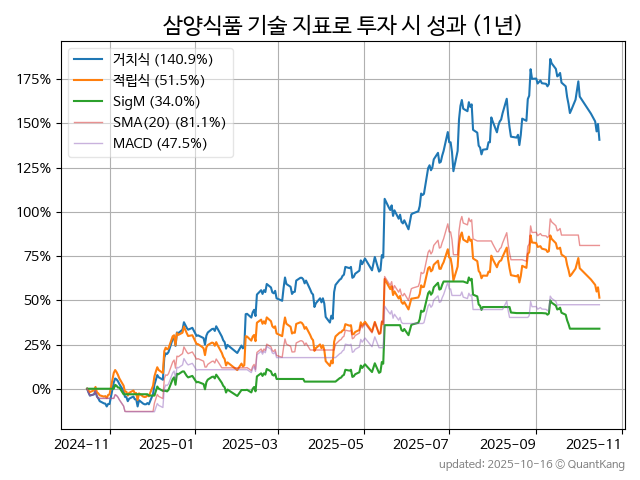 삼양식품 기술 지표로 투자 시 성과 (1년)
거치식 (140.9%)
적립식 (51.5%)
SigM (34.0%)
SMA(20) (81.1%)
MACD (47.5%)
175%
150%
125%
100%
75%
50%
25%
0%
2024-11 2025-01 2025-03 2025-05 2025-07 2025-09 2025-11
updated: 2025-10-16 © QuantKang